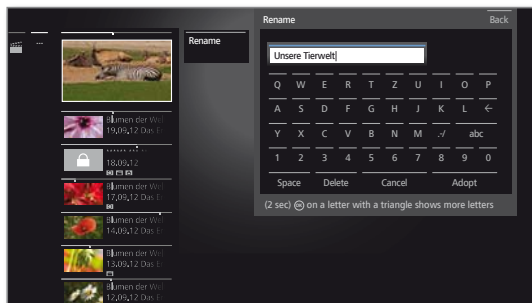 Rename
Back
Rename
Unsere Tierwelt
Q W E R T Z U I O P
A S D F G H J K L ←
Y X C V B N M ./ abc
1 2 3 4 5 6 7 8 9 0
Space Delete Cancel Adopt
(2 sec) OK on a letter with a triangle shows more letters
...
Blumen der Wel
19.09.12 Das E
18.09.12
Blumen der Wel
17.09.12 Das E
Blumen der Wel
14.09.12 Das E
Blumen der Wel
13.09.12 Das E
Blumen der Wel
12.09.12 Das E